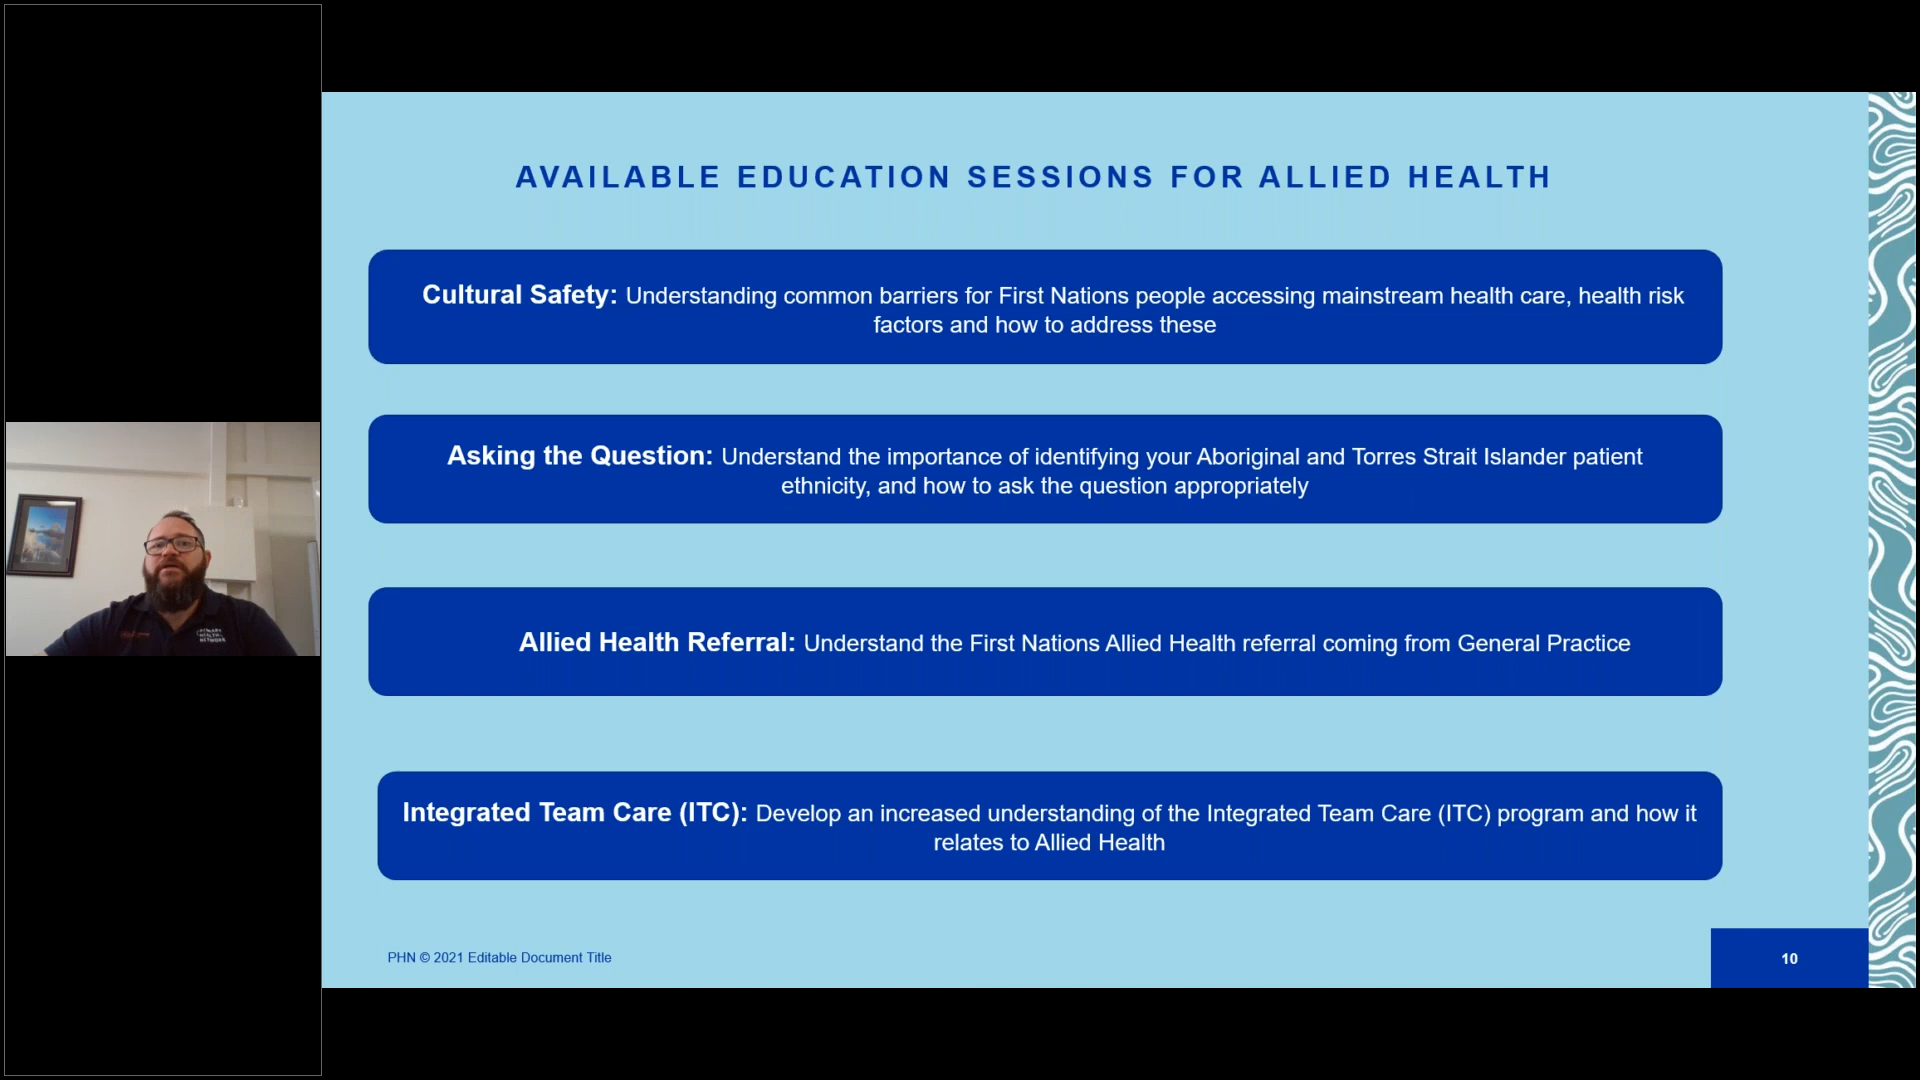 AVAILABLE EDUCATION SESSIONS FOR ALLIED HEALTH
Cultural Safety: Understanding common barriers for First Nations people accessing mainstream health care, health risk
factors and how to address these
Asking the Question: Understand the importance of identifying your Aboriginal and Torres Strait Islander patient
ethnicity, and how to ask the question appropriately
Allied Health Referral: Understand the First Nations Allied Health referral coming from General Practice
Integrated Team Care (ITC): Develop an increased understanding of the Integrated Team Care (ITC) program and how it
relates to Allied Health
PHN © 2021 Editable Document Title
10
HEALTH
NETWORK